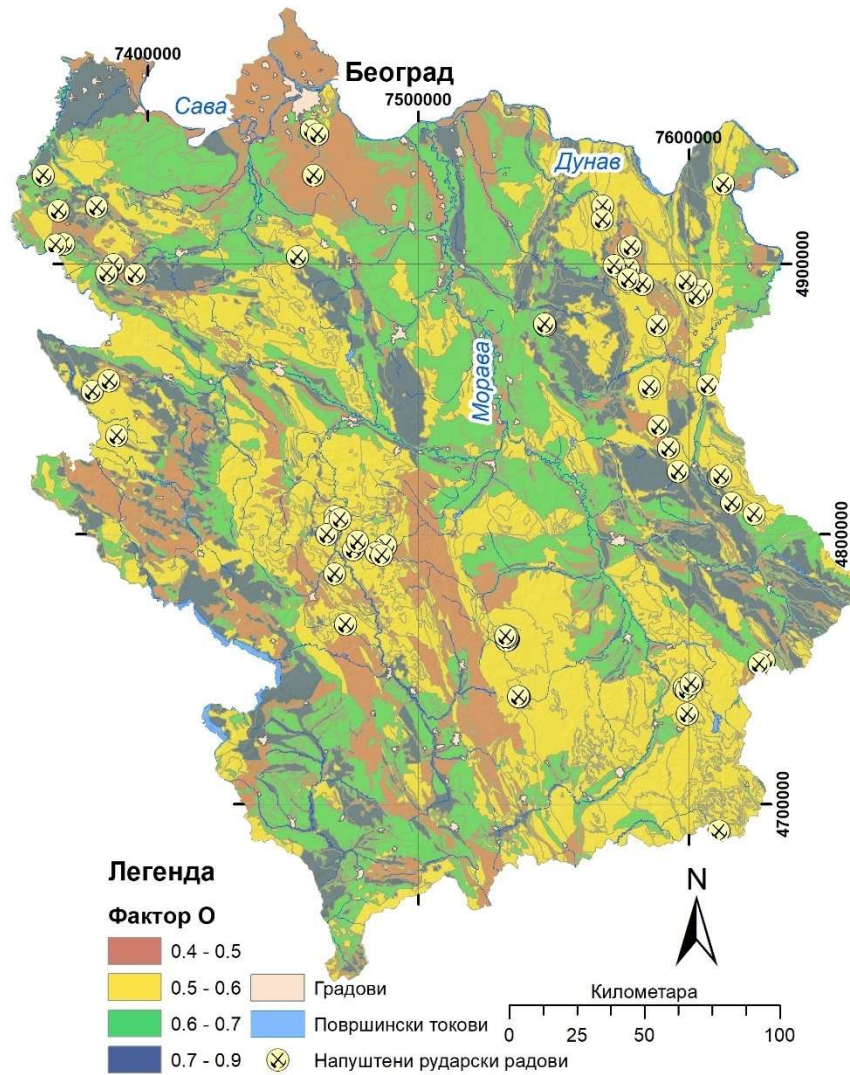 7400000
Београд
Сава
7500000
7600000
Дунав
4900000
Морава
4800000
4700000
Легенда
Фактор О
0.4 - 0.5
0.5 - 0.6
0.6 - 0.7
0.7 - 0.9
Градови
Површински токови
Напуштени рударски радови
N
Километара
0 25 50 100